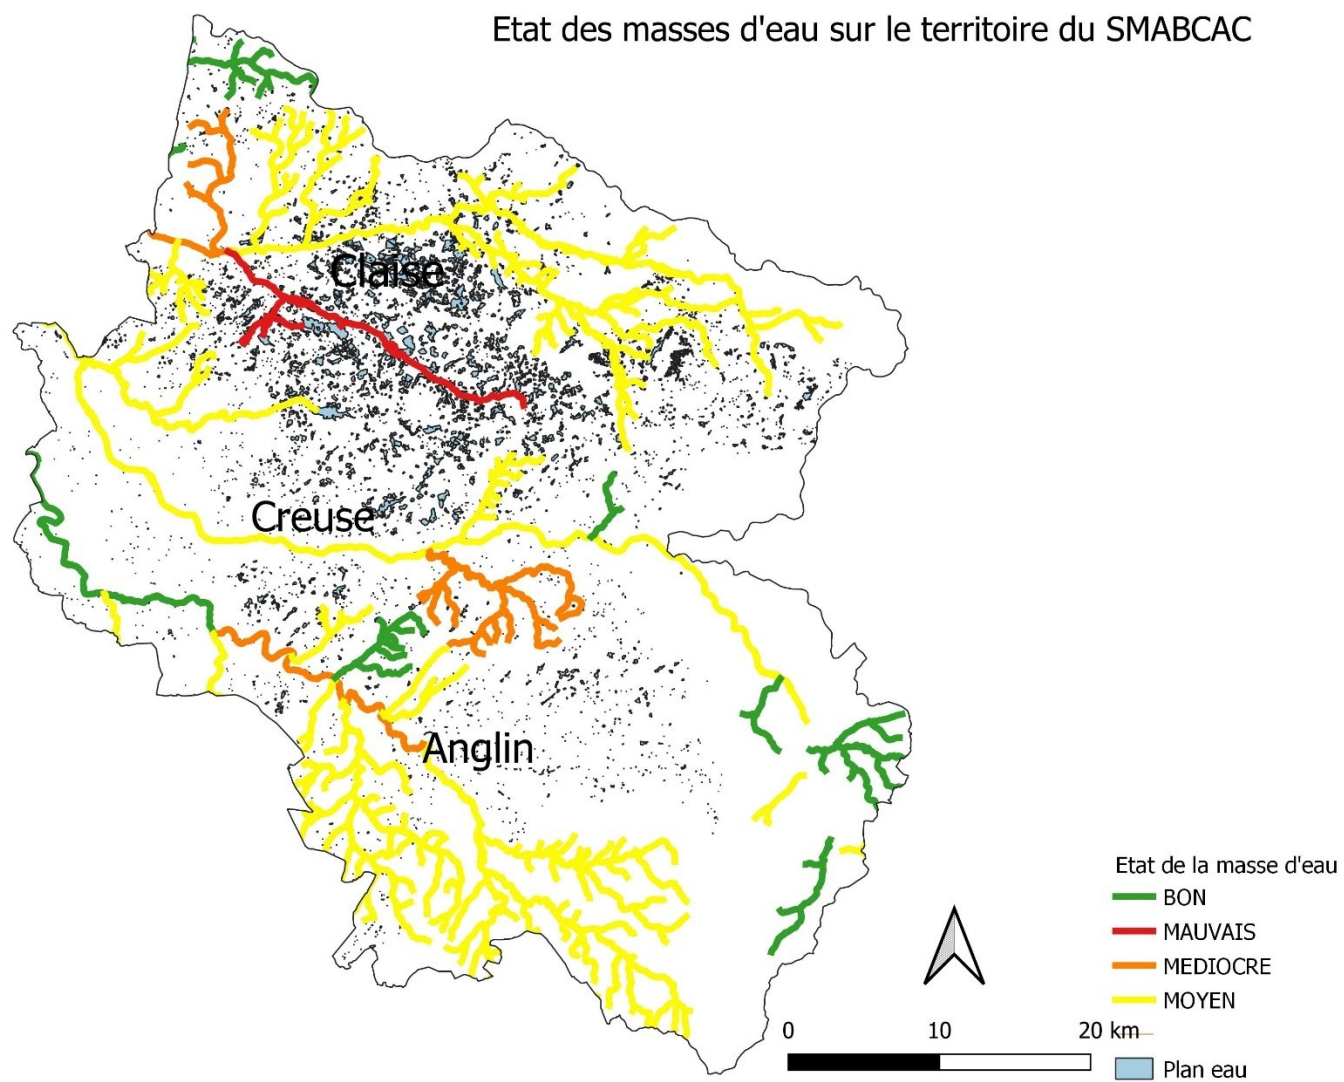 Etat des masses d'eau sur le territoire du SMABCAC
Claise
Creuse
Anglin
Etat de la masse d'eau
BON
MAUVAIS
MEDIOCRE
MOYEN
0 10 20 km
Plan eau